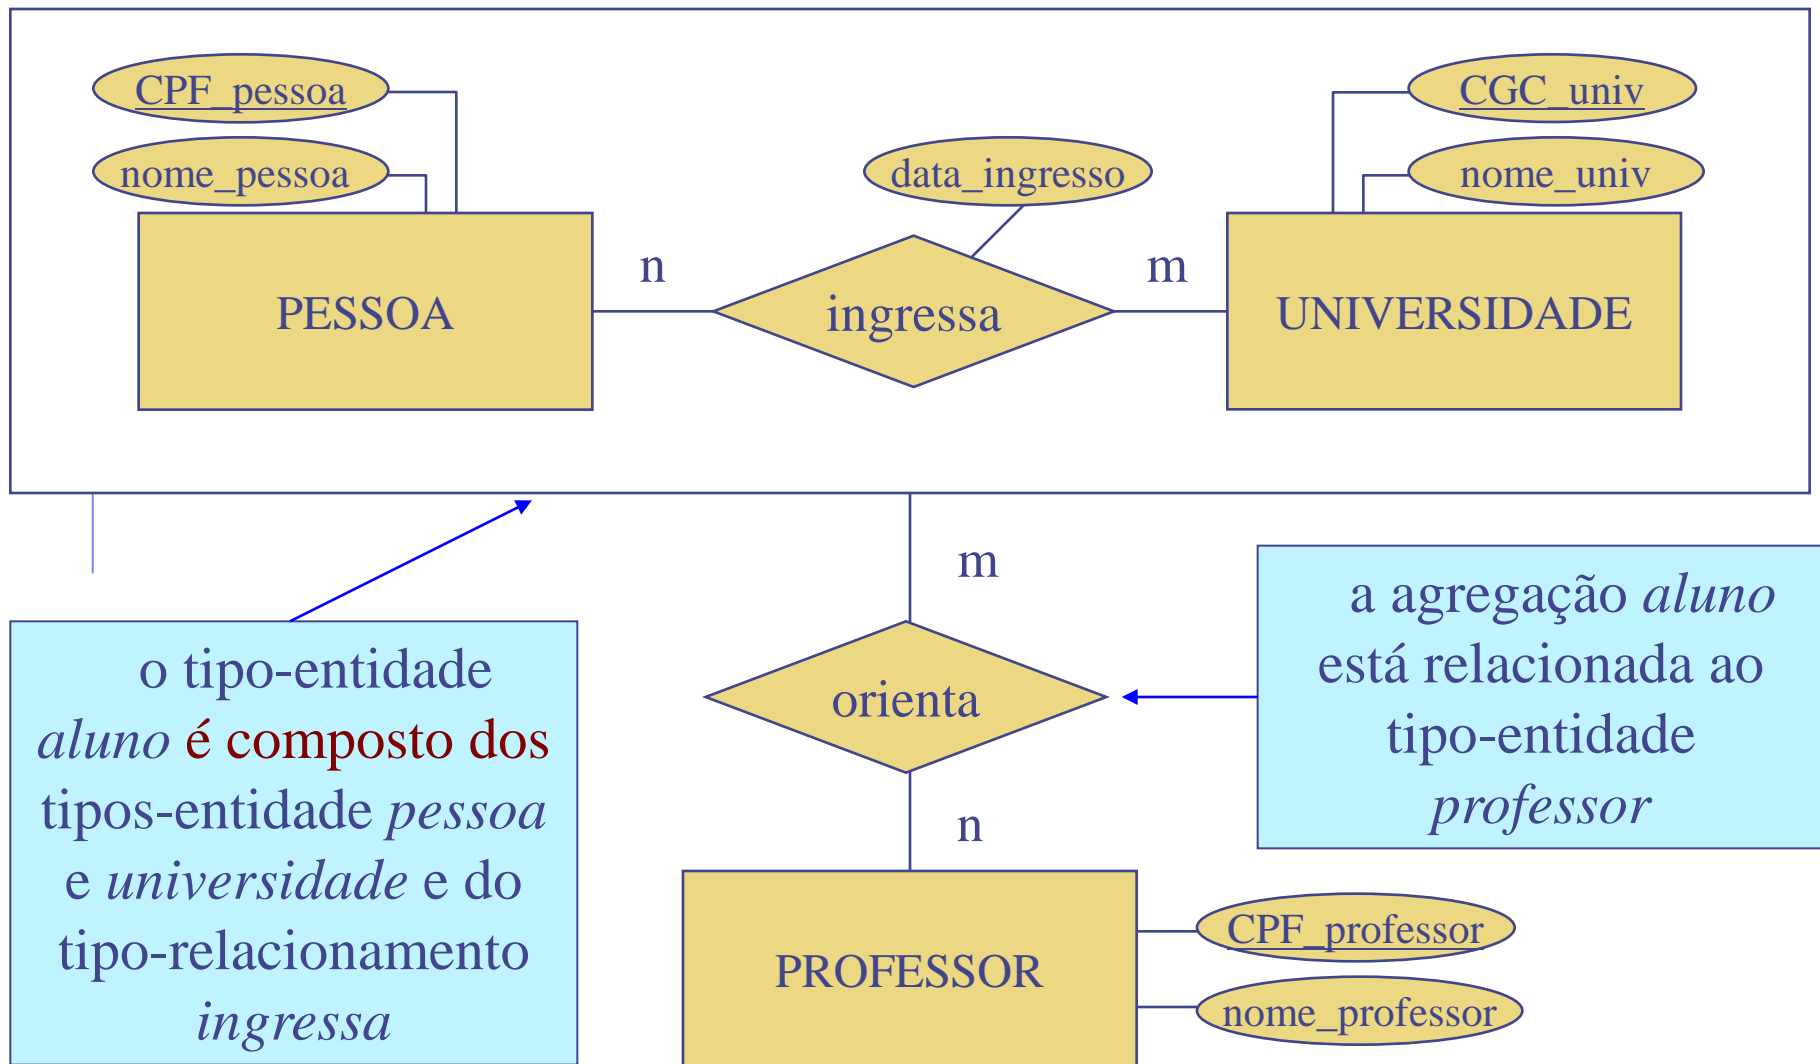 CPF_pessoa
CGC_univ
nome_pessoa
data_ingresso
nome_univ
n
m
PESSOA
ingressa
UNIVERSIDADE
m
a agregação aluno
está relacionada ao
tipo-entidade
professor
o tipo-entidade
aluno é composto dos
tipos-entidade pessoa
e universidade e do
tipo-relacionamento
ingressa
orienta
n
PROFESSOR
CPF_professor
nome_professor